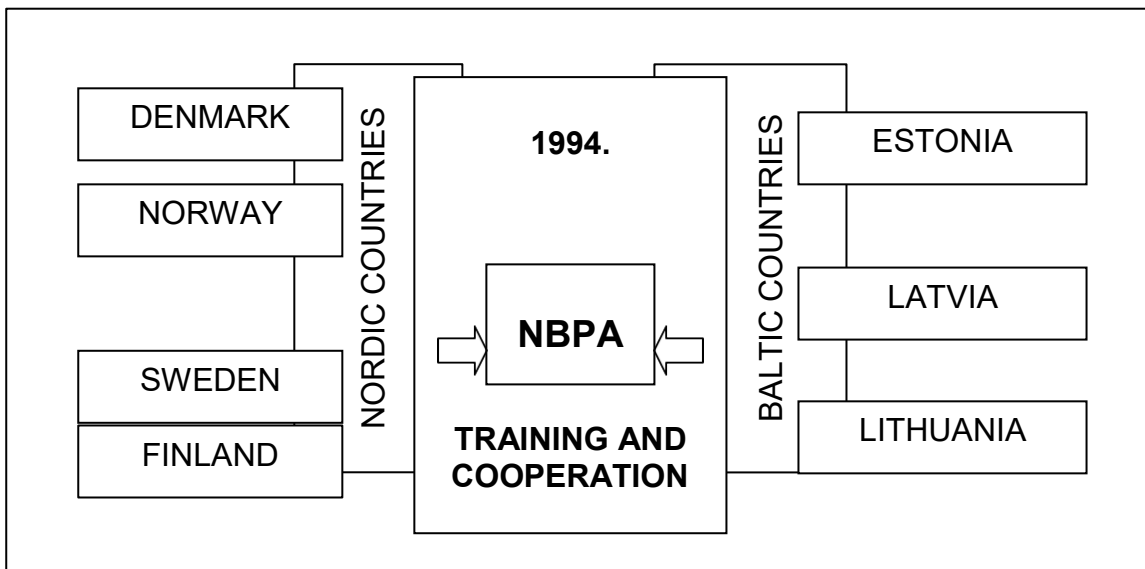 DENMARK
NORWAY
SWEDEN
FINLAND
NORDIC COUNTRIES
1994.
NBPA
TRAINING AND
COOPERATION
BALTIC COUNTRIES
ESTONIA
LATVIA
LITHUANIA